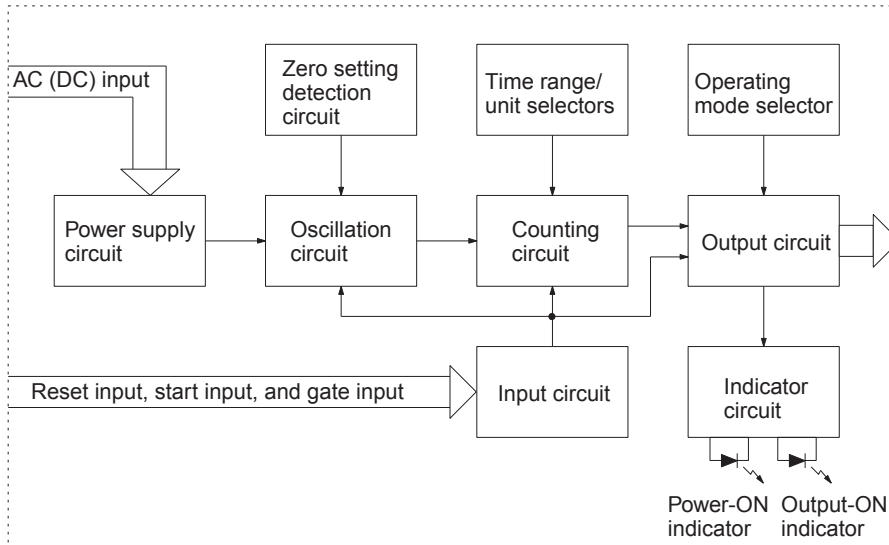 AC (DC) input
Zero setting
detection
circuit
Time range/
unit selectors
Operating
mode selector
Power supply
circuit
Oscillation
circuit
Counting
circuit
Output circuit
Reset input, start input, and gate input
Input circuit
Indicator
circuit
Power-ON
indicator
Output-ON
indicator